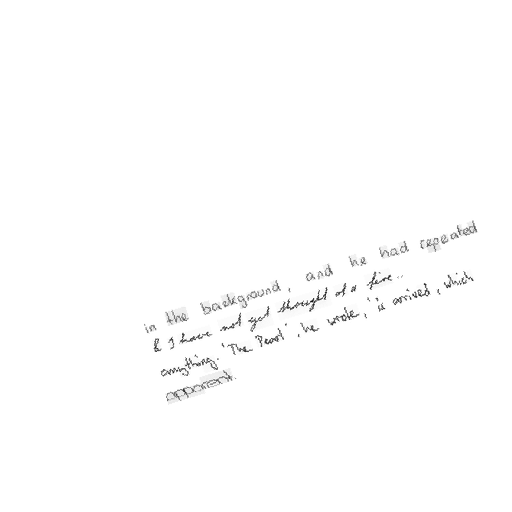 in the background, and he had repeated
& I have not yet thought of a fine..
anything. 'The Pearl', he wrote, 'is arrived, which
apparent.